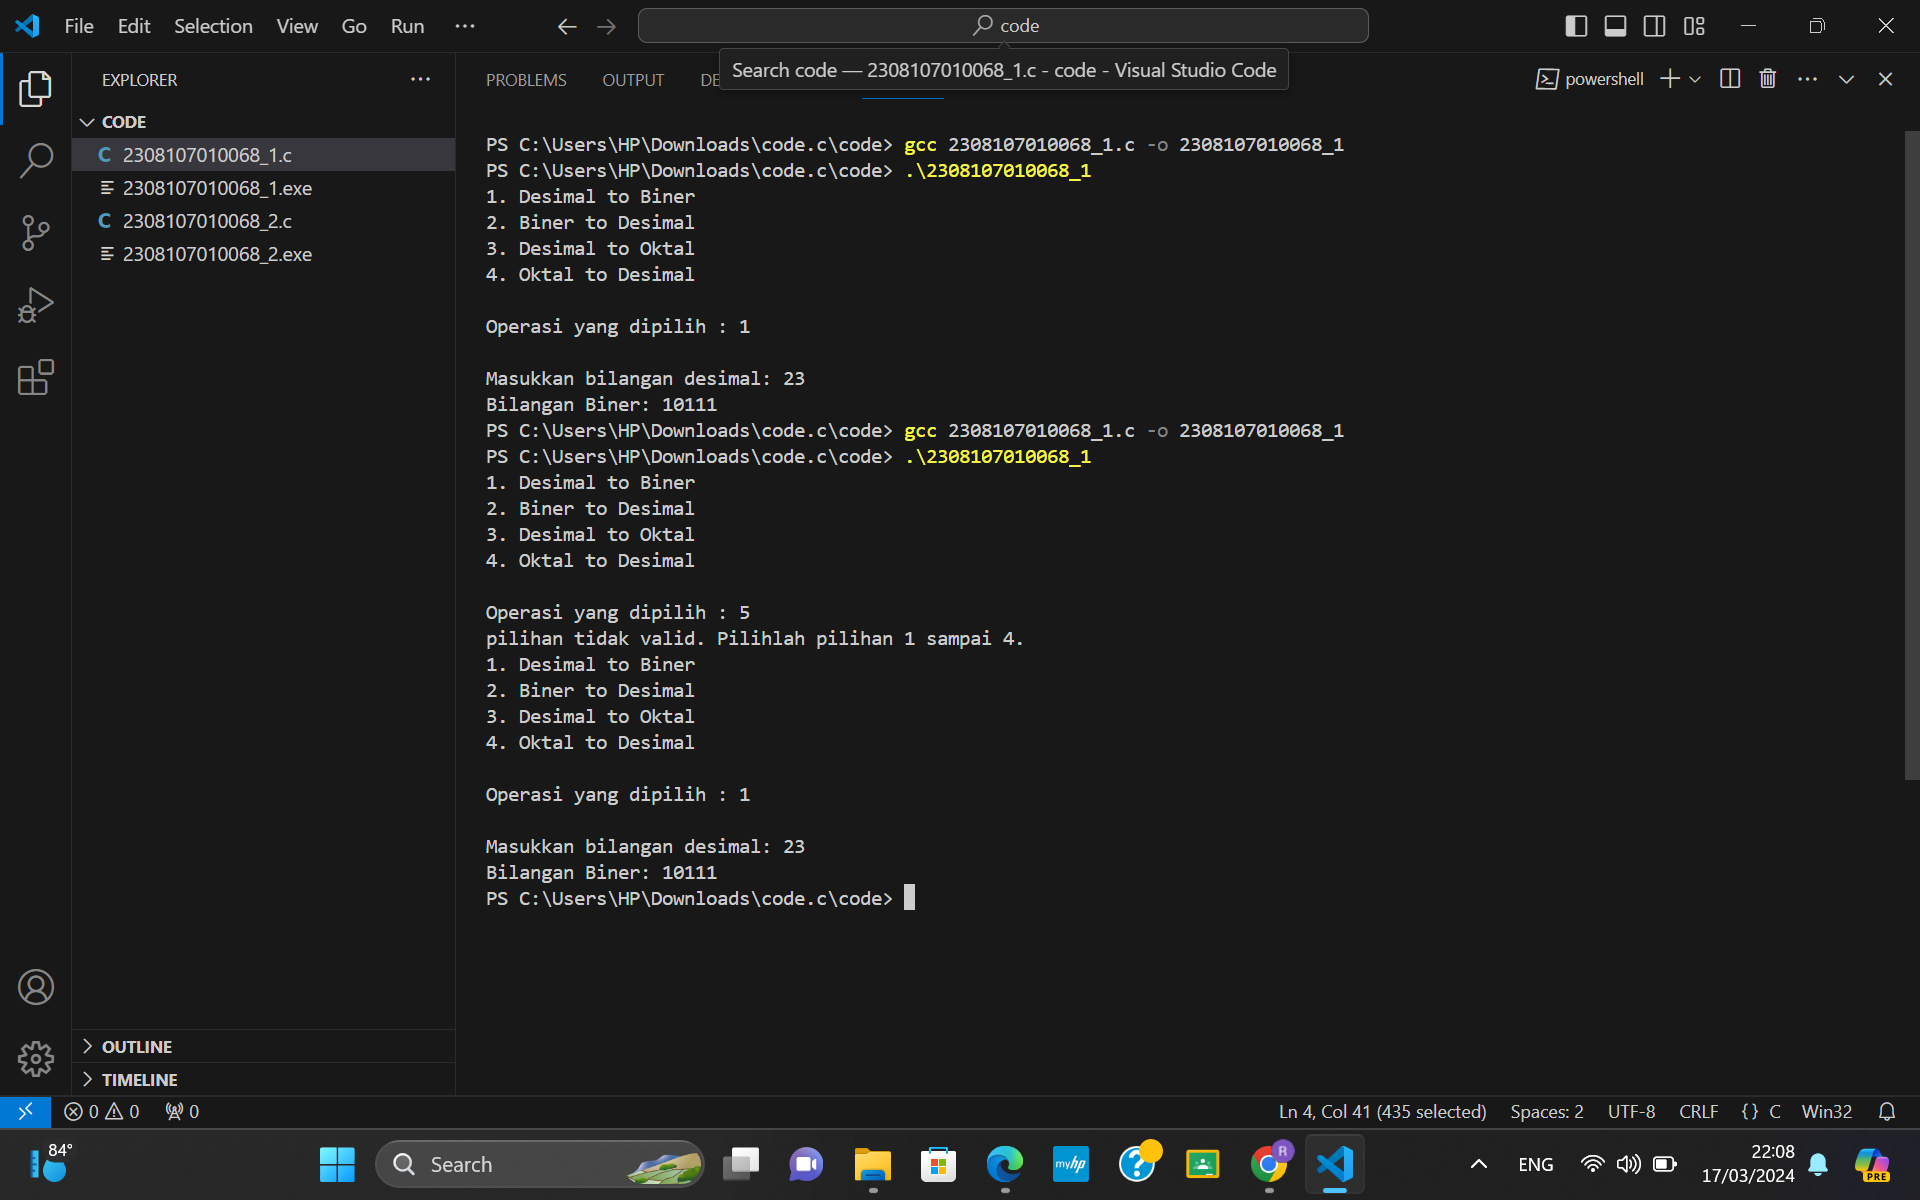 File Edit Selection View Go Run ···
code
Search code — 2308107010068_1.c - code - Visual Studio Code
EXPLORER
CODE
C 2308107010068_1.c
2308107010068_1.exe
C 2308107010068_2.c
2308107010068_2.exe
OUTLINE
TIMELINE
PROBLEMS OUTPUT DE
powershell
PS C:\Users\HP\Downloads\code.c\code> gcc 2308107010068_1.c -o 2308107010068_1
PS C:\Users\HP\Downloads\code.c\code> .\2308107010068_1
1. Desimal to Biner
2. Biner to Desimal
3. Desimal to Oktal
4. Oktal to Desimal
Operasi yang dipilih : 1
Masukkan bilangan desimal: 23
Bilangan Biner: 10111
PS C:\Users\HP\Downloads\code.c\code> gcc 2308107010068_1.c -o 2308107010068_1
PS C:\Users\HP\Downloads\code.c\code> .\2308107010068_1
1. Desimal to Biner
2. Biner to Desimal
3. Desimal to Oktal
4. Oktal to Desimal
Operasi yang dipilih : 5
pilihan tidak valid. Pilihlah pilihan 1 sampai 4.
1. Desimal to Biner
2. Biner to Desimal
3. Desimal to Oktal
4. Oktal to Desimal
Operasi yang dipilih : 1
Masukkan bilangan desimal: 23
Bilangan Biner: 10111
PS C:\Users\HP\Downloads\code.c\code>
0 0 0
Ln 4, Col 41 (435 selected) Spaces: 2 UTF-8 CRLF {} C Win32
84°
Search
myhp
R
ENG
22:08
17/03/2024
PRE